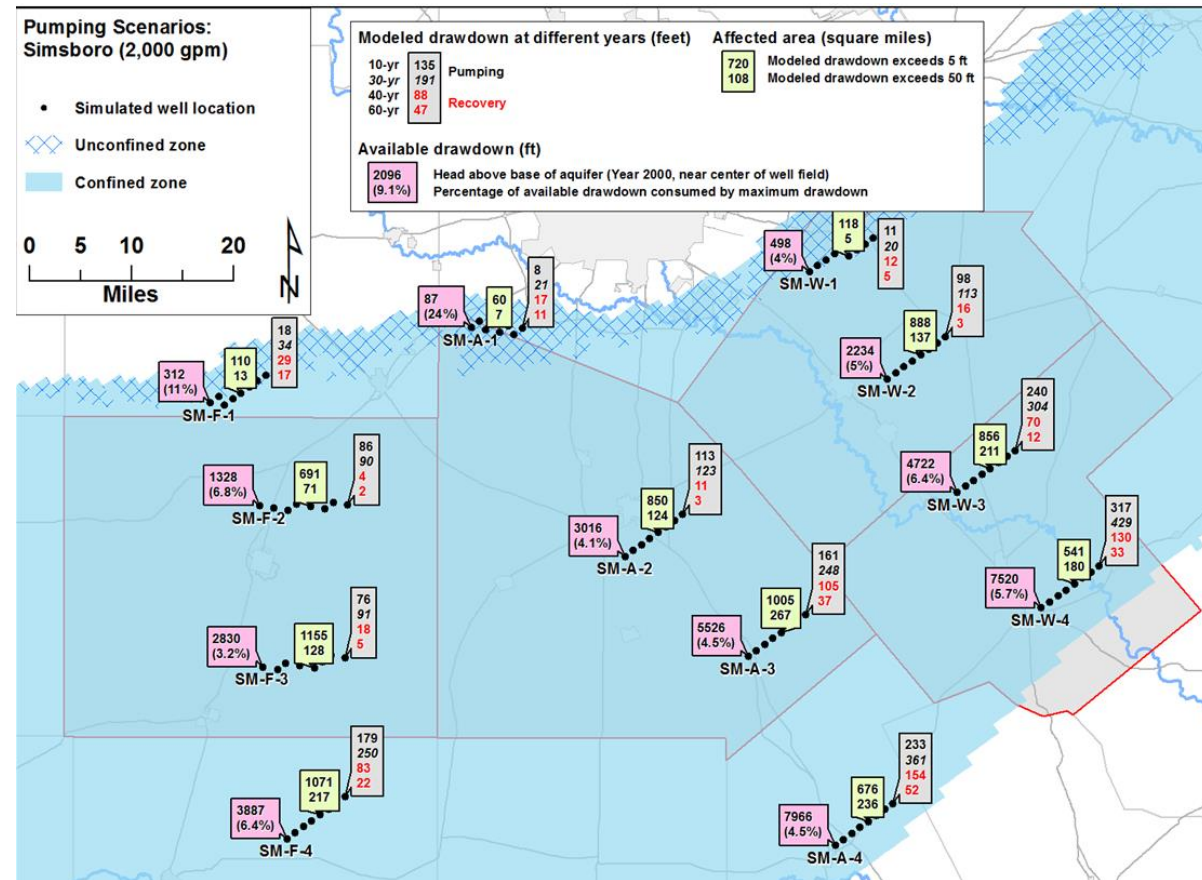 Pumping Scenarios:
Simsboro (2,000 gpm)
Simulated well location
Unconfined zone
Confined zone
0 5 10 20
Miles
N
Modeled drawdown at different years (feet)
10-yr 135
30-yr 191
40-yr 88
60-yr 47
Pumping
Recovery
Affected area (square miles)
720 Modeled drawdown exceeds 5 ft
108 Modeled drawdown exceeds 50 ft
Available drawdown (ft)
2096 Head above base of aquifer (Year 2000, near center of well field)
(9.1%) Percentage of available drawdown consumed by maximum drawdown
498
(4%)
118
5
11
20
12
5
SM-W-1
87
(24%)
60
7
8
21
17
11
SM-A-1
312
(11%)
110
13
18
34
29
17
SM-F-1
2234
(5%)
888
137
98
113
16
3
SM-W-2
4722
(6.4%)
856
211
240
304
70
12
SM-W-3
1328
(6.8%)
691
71
86
90
4
2
SM-F-2
3016
(4.1%)
850
124
113
123
11
3
SM-A-2
7520
(5.7%)
541
180
317
429
130
33
SM-W-4
2830
(3.2%)
1155
128
76
91
18
5
SM-F-3
5526
(4.5%)
1005
267
161
248
105
37
SM-A-3
3887
(6.4%)
1071
217
179
250
83
22
SM-F-4
7966
(4.5%)
676
236
233
361
154
52
SM-A-4